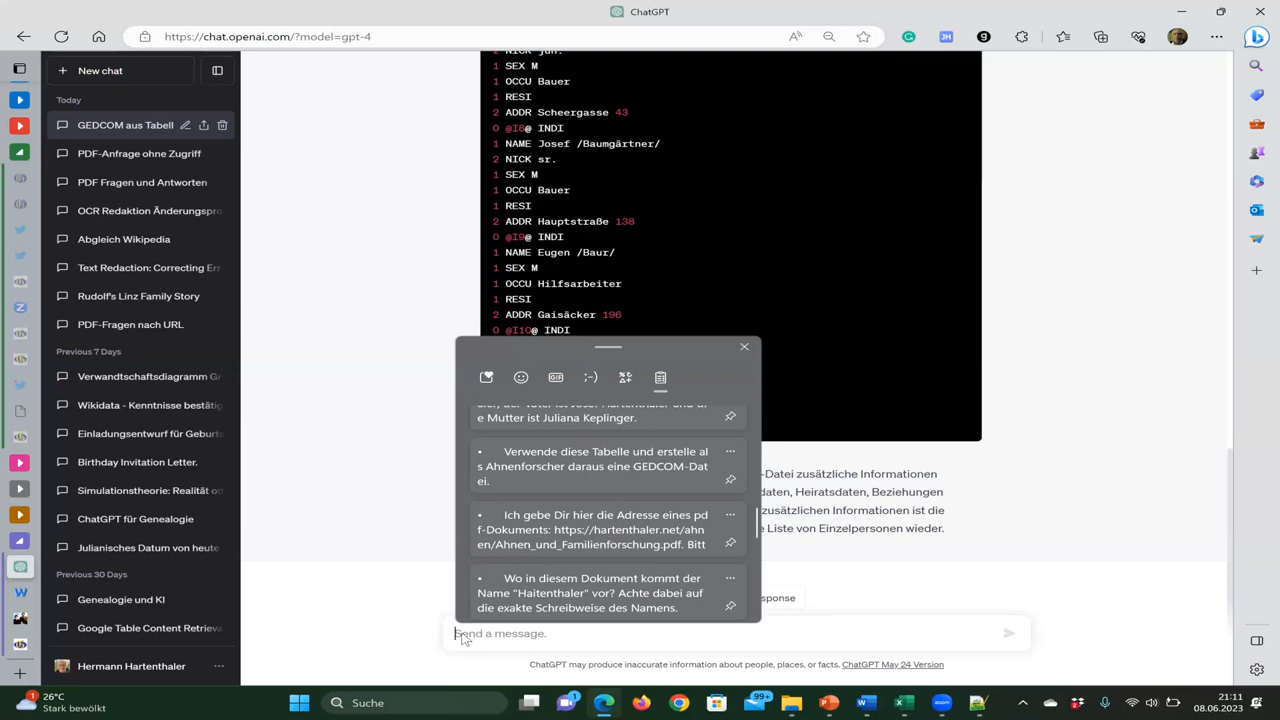 ChatGPT
https://chat.openai.com/?model=gpt-4
New chat
Today
GEDCOM aus Tabell
PDF-Anfrage ohne Zugriff
PDF Fragen und Antworten
OCR Redaktion Änderungspro
Abgleich Wikipedia
Text Redaction: Correcting Err
Rudolf's Linz Family Story
PDF-Fragen nach URL
Previous 7 Days
Verwandtschaftsdiagramm Gr
Wikidata - Kenntnisse bestätig
Einladungsentwurf für Geburts
Birthday Invitation Letter.
Simulationstheorie: Realität od
ChatGPT für Genealogie
Julianisches Datum von heute
Previous 30 Days
Genealogie und KI
Google Table Content Retrieva
Hermann Hartenthaler
2 NICK jun.
1 SEX M
1 OCCU Bauer
1 RESI
2 ADDR Scheergasse 43
0 @I8@ INDI
1 NAME Josef /Baumgärtner/
2 NICK sr.
1 SEX M
1 OCCU Bauer
1 RESI
2 ADDR Hauptstraße 138
0 @I9@ INDI
1 NAME Eugen /Baur/
1 SEX M
1 OCCU Hilfsarbeiter
1 RESI
2 ADDR Gaisäcker 196
0 @I10@ INDI
GIF
;-)
e Mutter ist Juliana Keplinger.
• Verwende diese Tabelle und erstelle al
s Ahnenforscher daraus eine GEDCOM-Dat
ei.
• Ich gebe Dir hier die Adresse eines pd
f-Dokuments: https://hartenthaler.net/ahn
en/Ahnen_und_Familienforschung.pdf. Bitt
• Wo in diesem Dokument kommt der
Name "Haitenthaler" vor? Achte dabei auf
die exakte Schreibweise des Namens.
-Datei zusätzliche Informationen
daten, Heiratsdaten, Beziehungen
zusätzlichen Informationen ist die
e Liste von Einzelpersonen wieder.
sponse
Send a message.
ChatGPT may produce inaccurate information about people, places, or facts. ChatGPT May 24 Version
26°C
Stark bewölkt
Suche
99+
21:11
08.06.2023